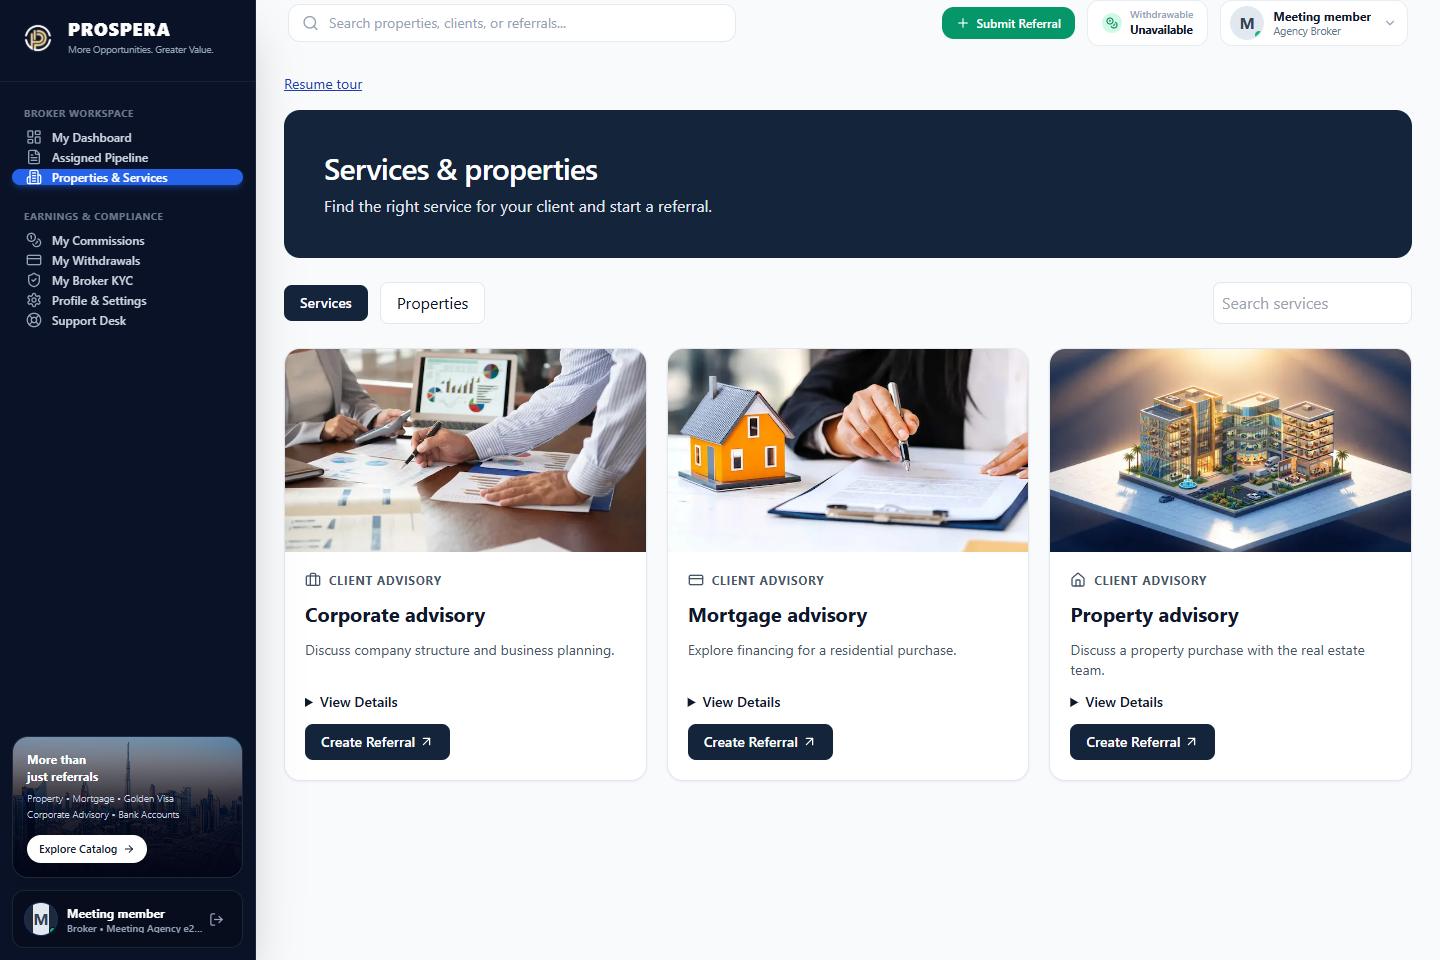 PROSPERA
More Opportunities. Greater Value.
BROKER WORKSPACE
My Dashboard
Assigned Pipeline
Properties & Services
EARNINGS & COMPLIANCE
My Commissions
My Withdrawals
My Broker KYC
Profile & Settings
Support Desk
More than
just referrals
Property • Mortgage • Golden Visa
Corporate Advisory • Bank Accounts
Explore Catalog
M
Meeting member
Broker • Meeting Agency e2...
Search properties, clients, or referrals...
Submit Referral
Withdrawable
Unavailable
M
Meeting member
Agency Broker
Resume tour
Services & properties
Find the right service for your client and start a referral.
Services
Properties
Search services
CLIENT ADVISORY
Corporate advisory
Discuss company structure and business planning.
View Details
Create Referral
CLIENT ADVISORY
Mortgage advisory
Explore financing for a residential purchase.
View Details
Create Referral
CLIENT ADVISORY
Property advisory
Discuss a property purchase with the real estate
team.
View Details
Create Referral